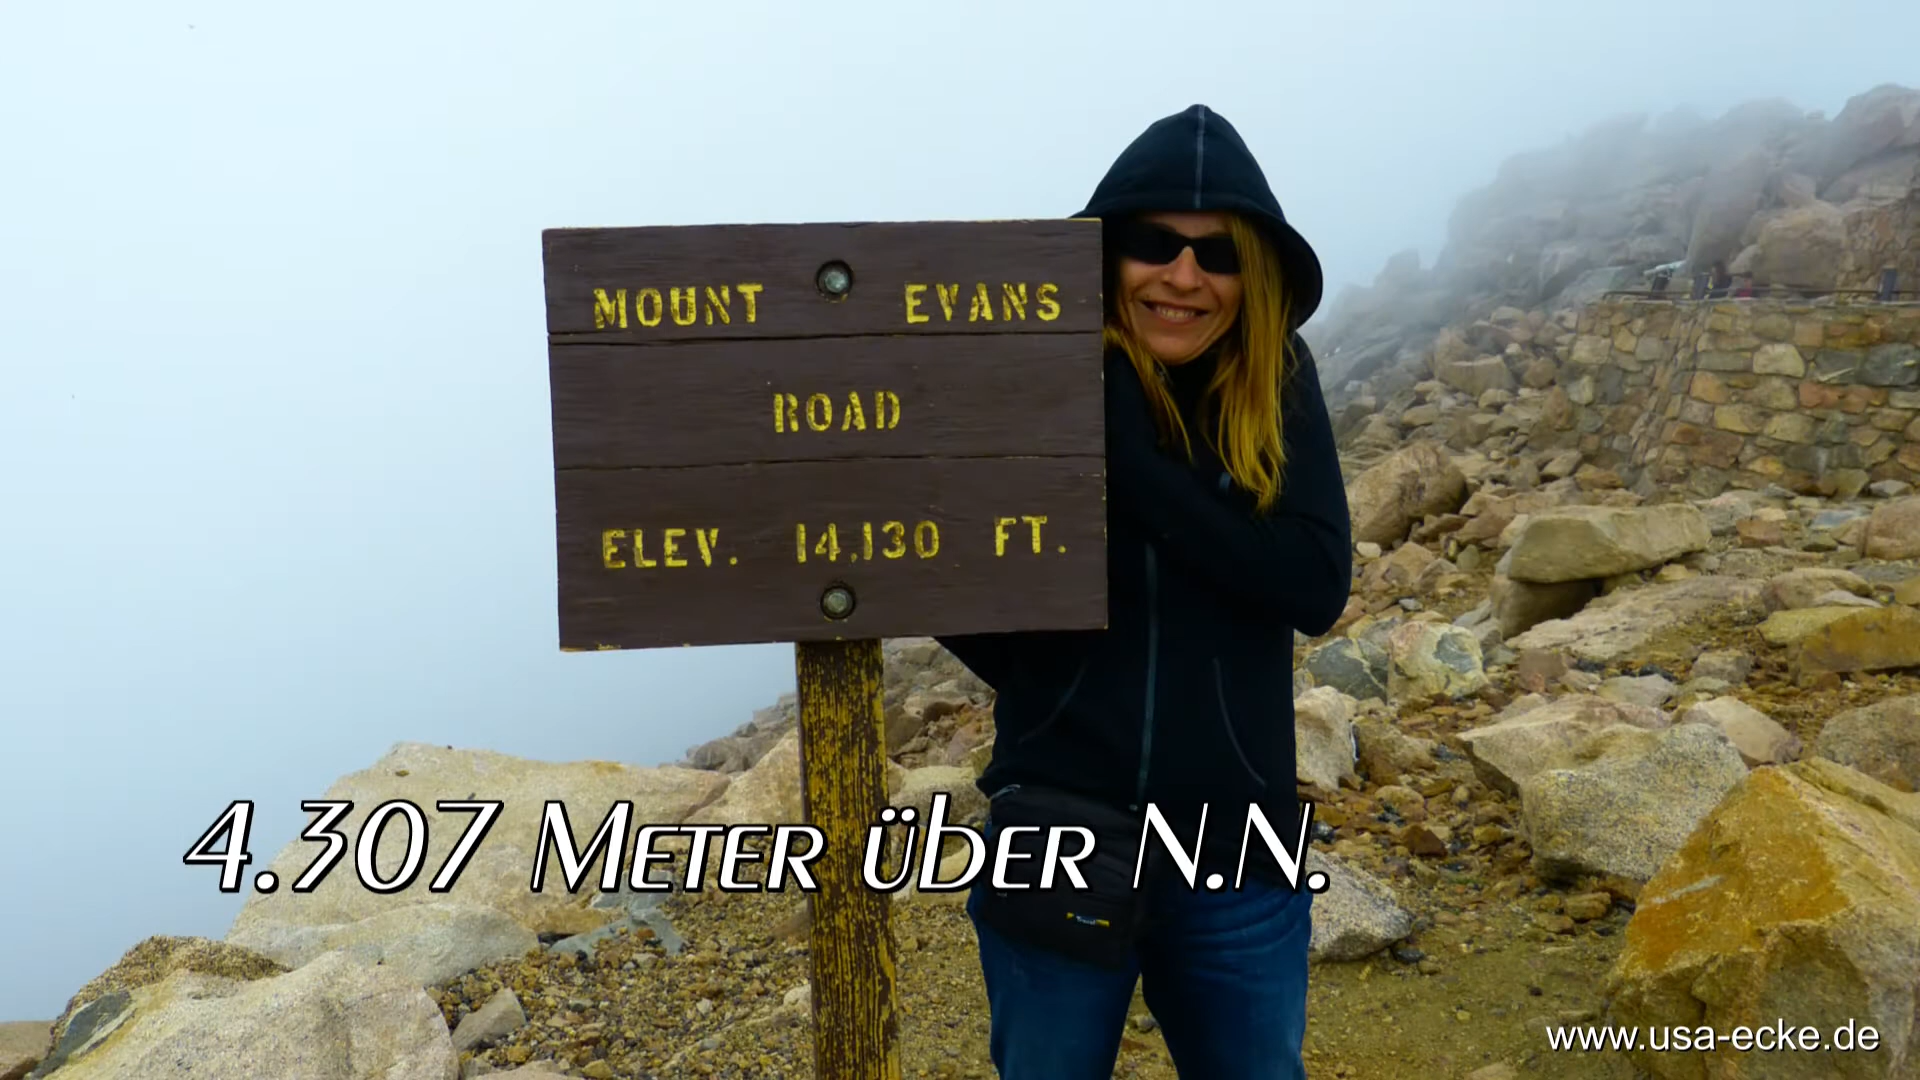 MOUNT EVANS
ROAD
ELEV. 14,130 FT.
4.307 Meter über N.N.
www.usa-ecke.de